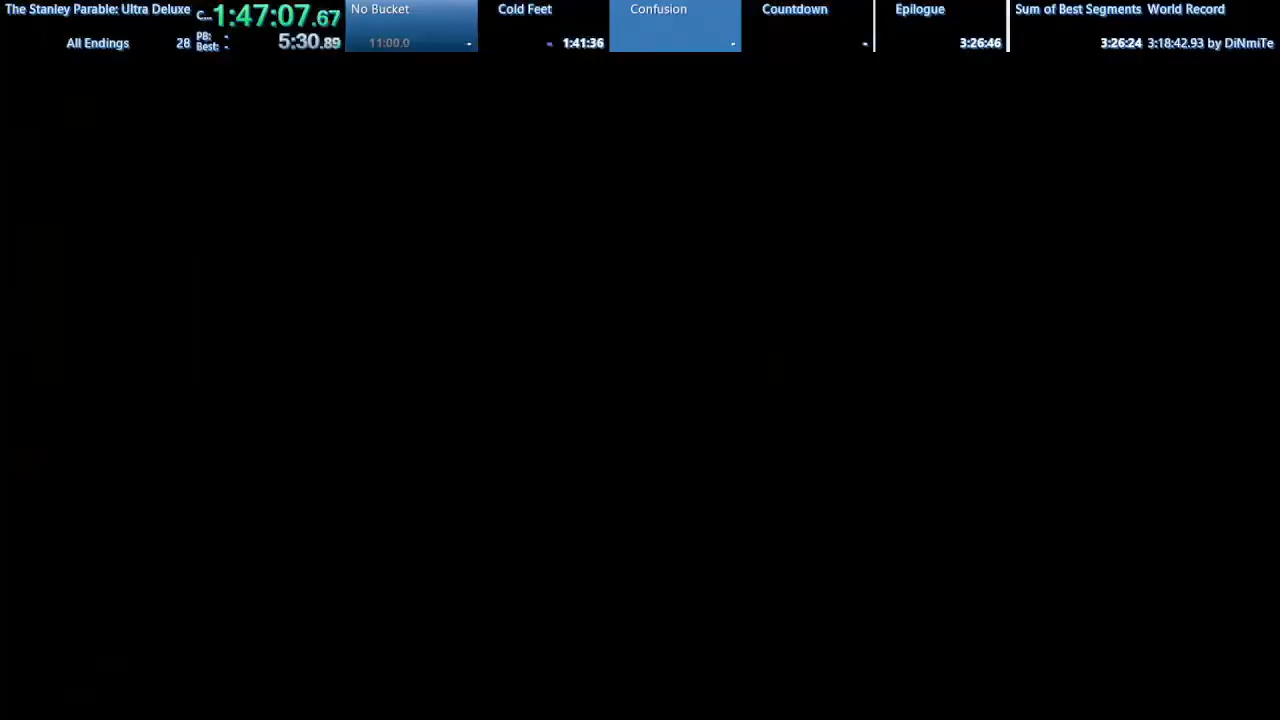 The Stanley Parable: Ultra Deluxe
All Endings 28
C... 1:47:07.67
PB: -
Best: -
5:30.89
No Bucket
11:00.0 -
Cold Feet
- 1:41:36
Confusion
-
Countdown
-
Epilogue
3:26:46
Sum of Best Segments
3:26:24
World Record
3:18:42.93 by DiNmiTe